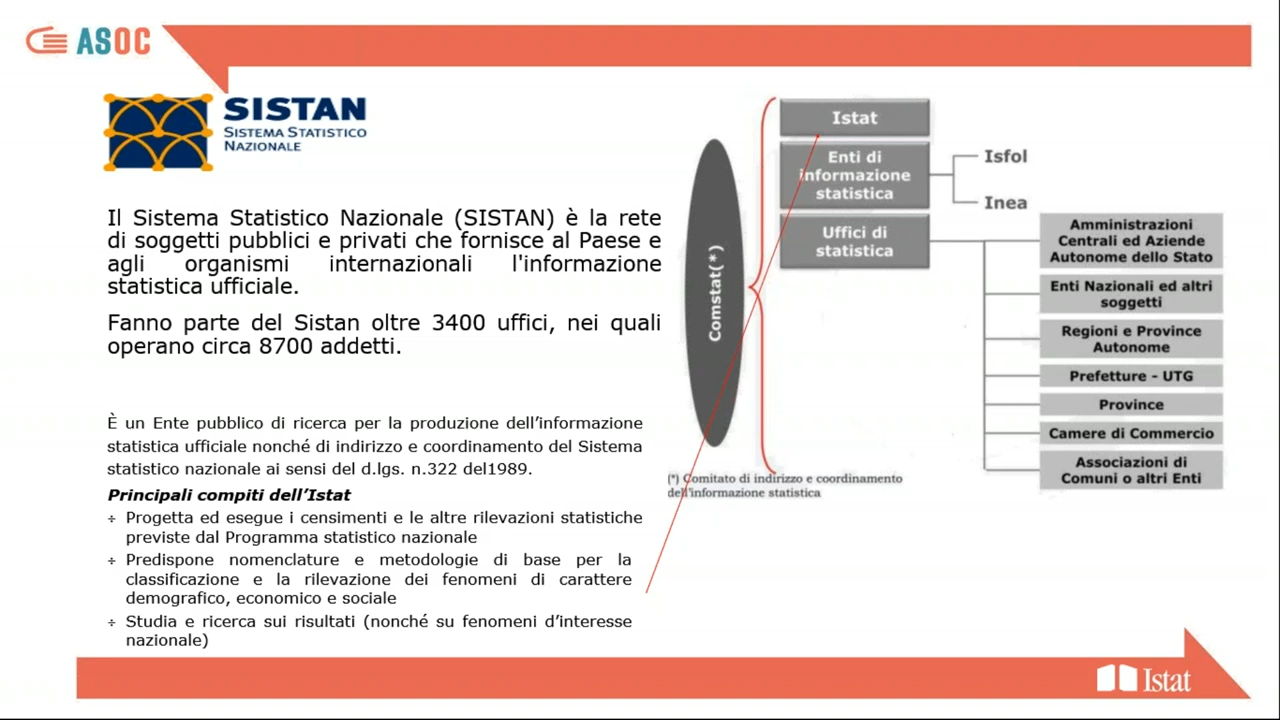 ASOC
SISTAN
SISTEMA STATISTICO
NAZIONALE
Il Sistema Statistico Nazionale (SISTAN) è la rete
di soggetti pubblici e privati che fornisce al Paese e
agli organismi internazionali l'informazione
statistica ufficiale.
Fanno parte del Sistan oltre 3400 uffici, nei quali
operano circa 8700 addetti.
È un Ente pubblico di ricerca per la produzione dell’informazione
statistica ufficiale nonché di indirizzo e coordinamento del Sistema
statistico nazionale ai sensi del d.lgs. n.322 del1989.
Principali compiti dell’Istat
÷ Progetta ed esegue i censimenti e le altre rilevazioni statistiche
previste dal Programma statistico nazionale
÷ Predispone nomenclature e metodologie di base per la
classificazione e la rilevazione dei fenomeni di carattere
demografico, economico e sociale
÷ Studia e ricerca sui risultati (nonché su fenomeni d’interesse
nazionale)
Comstat(*)
Istat
Enti di
informazione
statistica
Isfol
Inea
Uffici di
statistica
Amministrazioni
Centrali ed Aziende
Autonome dello Stato
Enti Nazionali ed altri
soggetti
Regioni e Province
Autonome
Prefetture - UTG
Province
Camere di Commercio
Associazioni di
Comuni o altri Enti
(*) Comitato di indirizzo e coordinamento
dell'informazione statistica
Istat